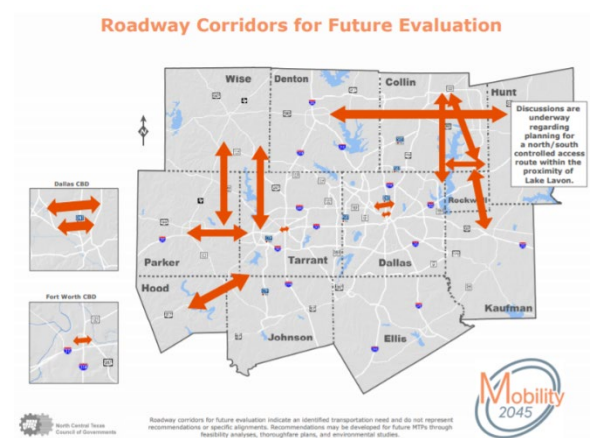 Roadway Corridors for Future Evaluation
Wise
Denton
Collin
Hunt
Discussions are
underway
regarding
planning for
a north/south
controlled access
route within the
proximity of
Lake Lavon.
Dallas CBD
Rockwall
Parker
Tarrant
Dallas
Hood
Kaufman
Fort Worth CBD
Johnson
Ellis
Mobility
2045
North Central Texas
Council of Governments
Roadway corridors for future evaluation indicate an identified transportation need and do not represent
recommendations or specific alignments. Recommendations may be developed for future MTPs through
feasibility analyses, thoroughfare plans, and environmental studies.